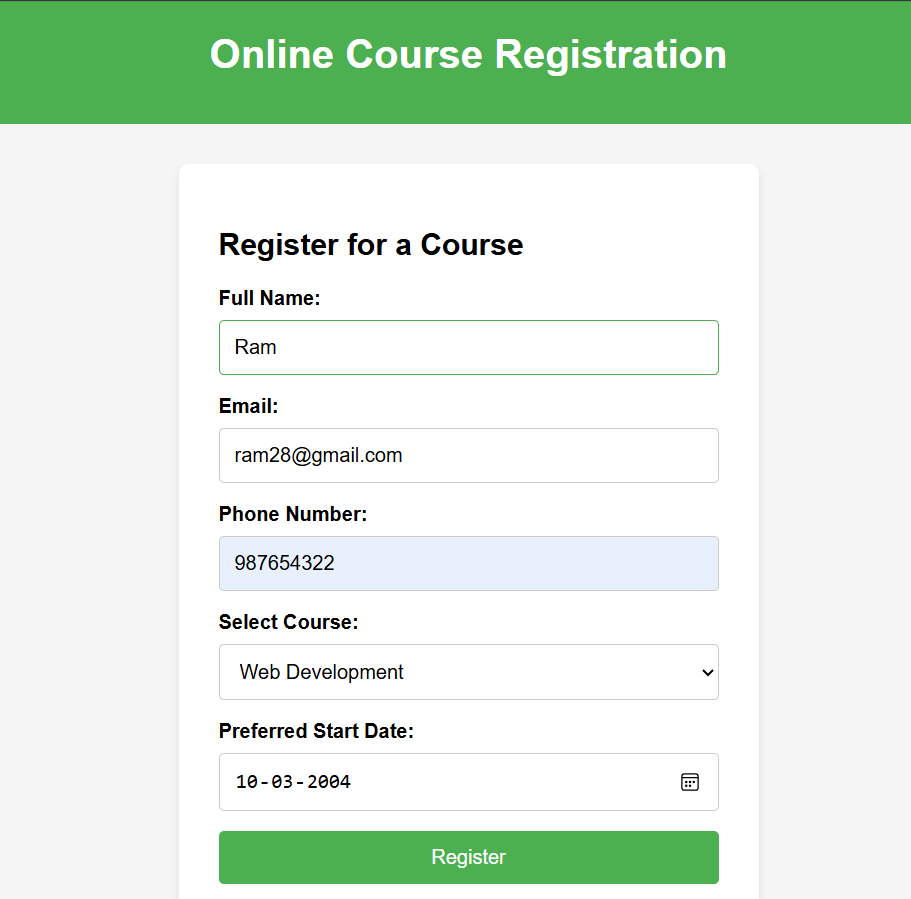 Online Course Registration
Register for a Course
Full Name:
Ram
Email:
ram28@gmail.com
Phone Number:
987654322
Select Course:
Web Development
Preferred Start Date:
10-03-2004
Register